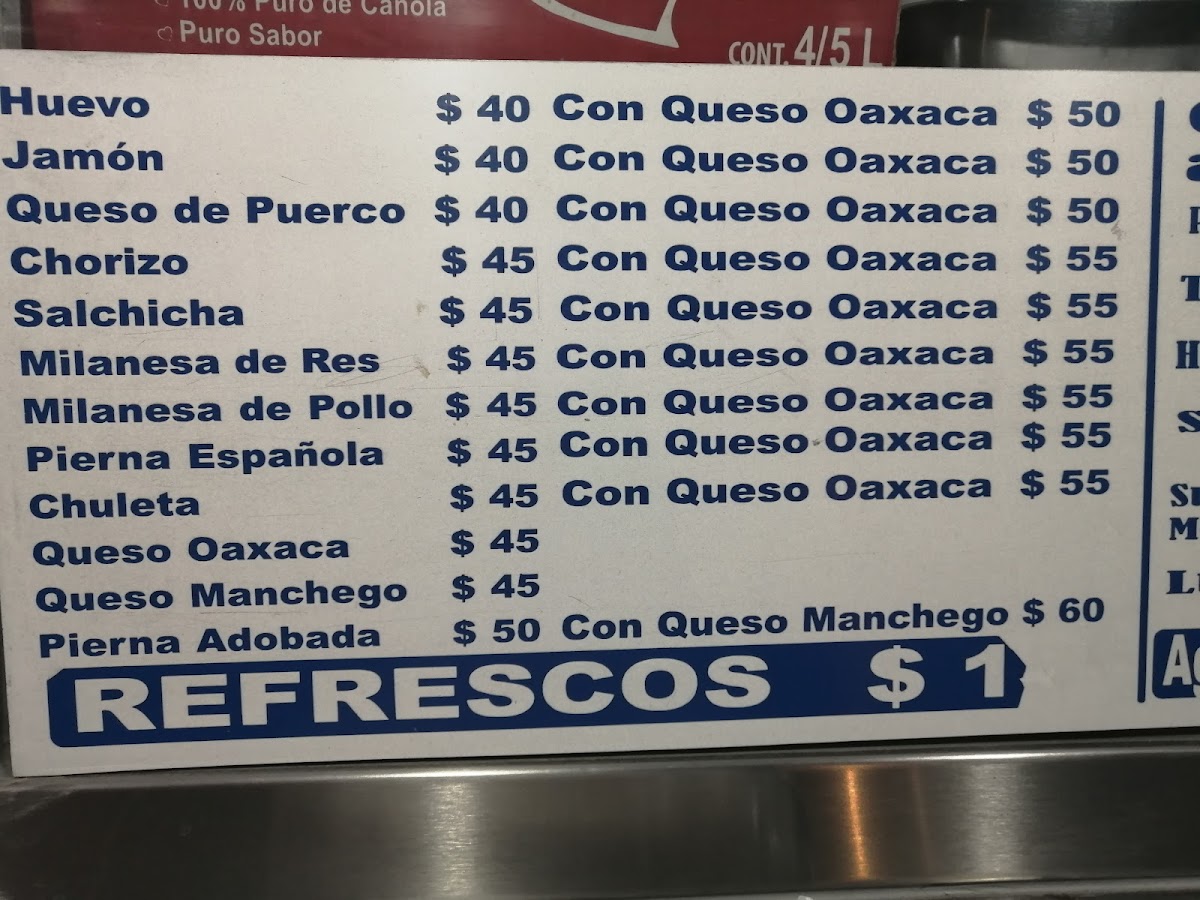 100% Puro de Canola
Puro Sabor
CONT. 4/5 L
Huevo $ 40 Con Queso Oaxaca $ 50
Jamón $ 40 Con Queso Oaxaca $ 50
Queso de Puerco $ 40 Con Queso Oaxaca $ 50
Chorizo $ 45 Con Queso Oaxaca $ 55
Salchicha $ 45 Con Queso Oaxaca $ 55
Milanesa de Res $ 45 Con Queso Oaxaca $ 55
Milanesa de Pollo $ 45 Con Queso Oaxaca $ 55
Pierna Española $ 45 Con Queso Oaxaca $ 55
Chuleta $ 45 Con Queso Oaxaca $ 55
Queso Oaxaca $ 45
Queso Manchego $ 45
Pierna Adobada $ 50 Con Queso Manchego $ 60
REFRESCOS $ 1